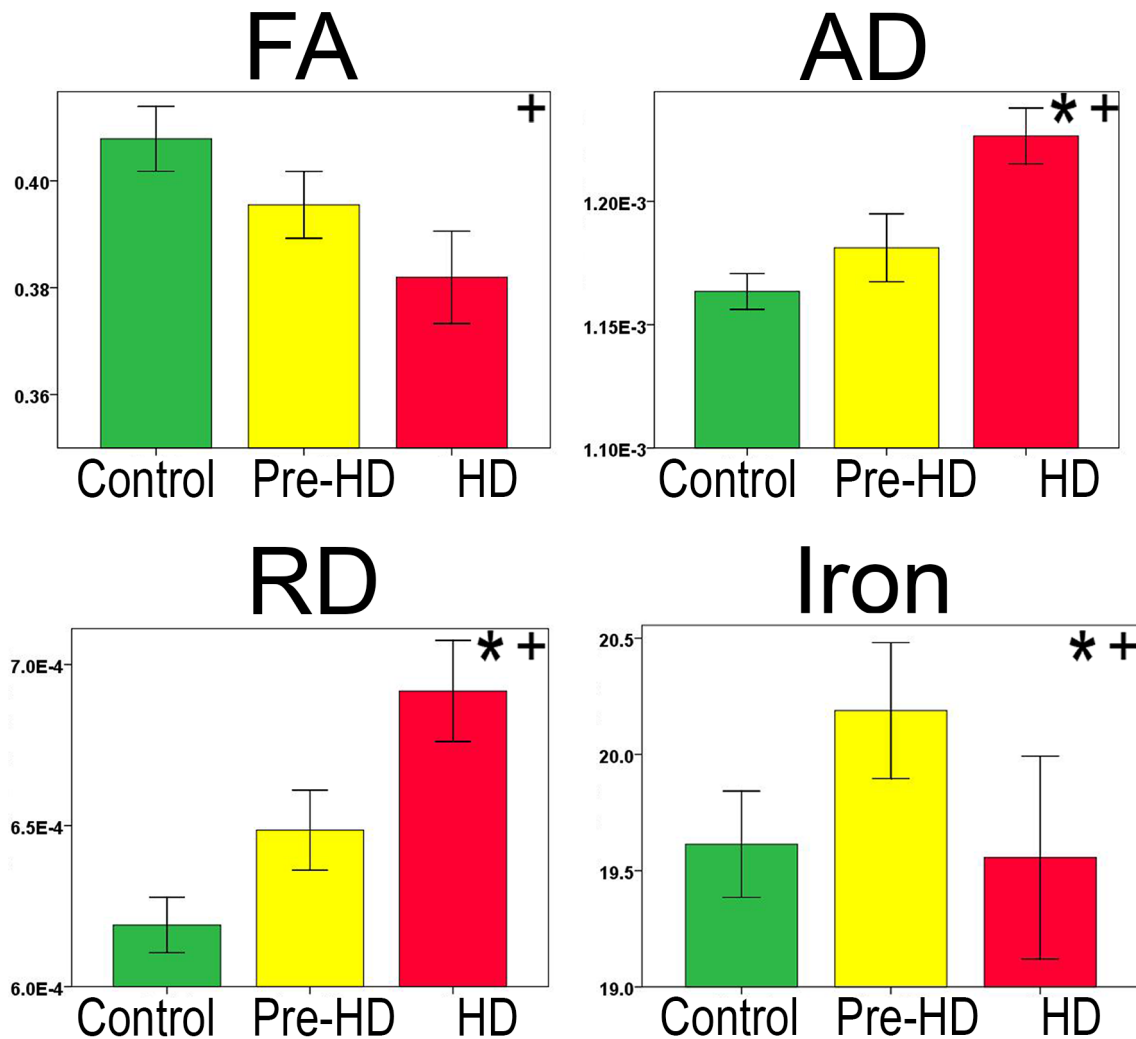 FA
+
0.40
0.38
0.36
Control Pre-HD HD
AD
* +
1.20E-3
1.15E-3
1.10E-3
Control Pre-HD HD
RD
* +
7.0E-4
6.5E-4
6.0E-4
Control Pre-HD HD
Iron
* +
20.5
20.0
19.5
19.0
Control Pre-HD HD